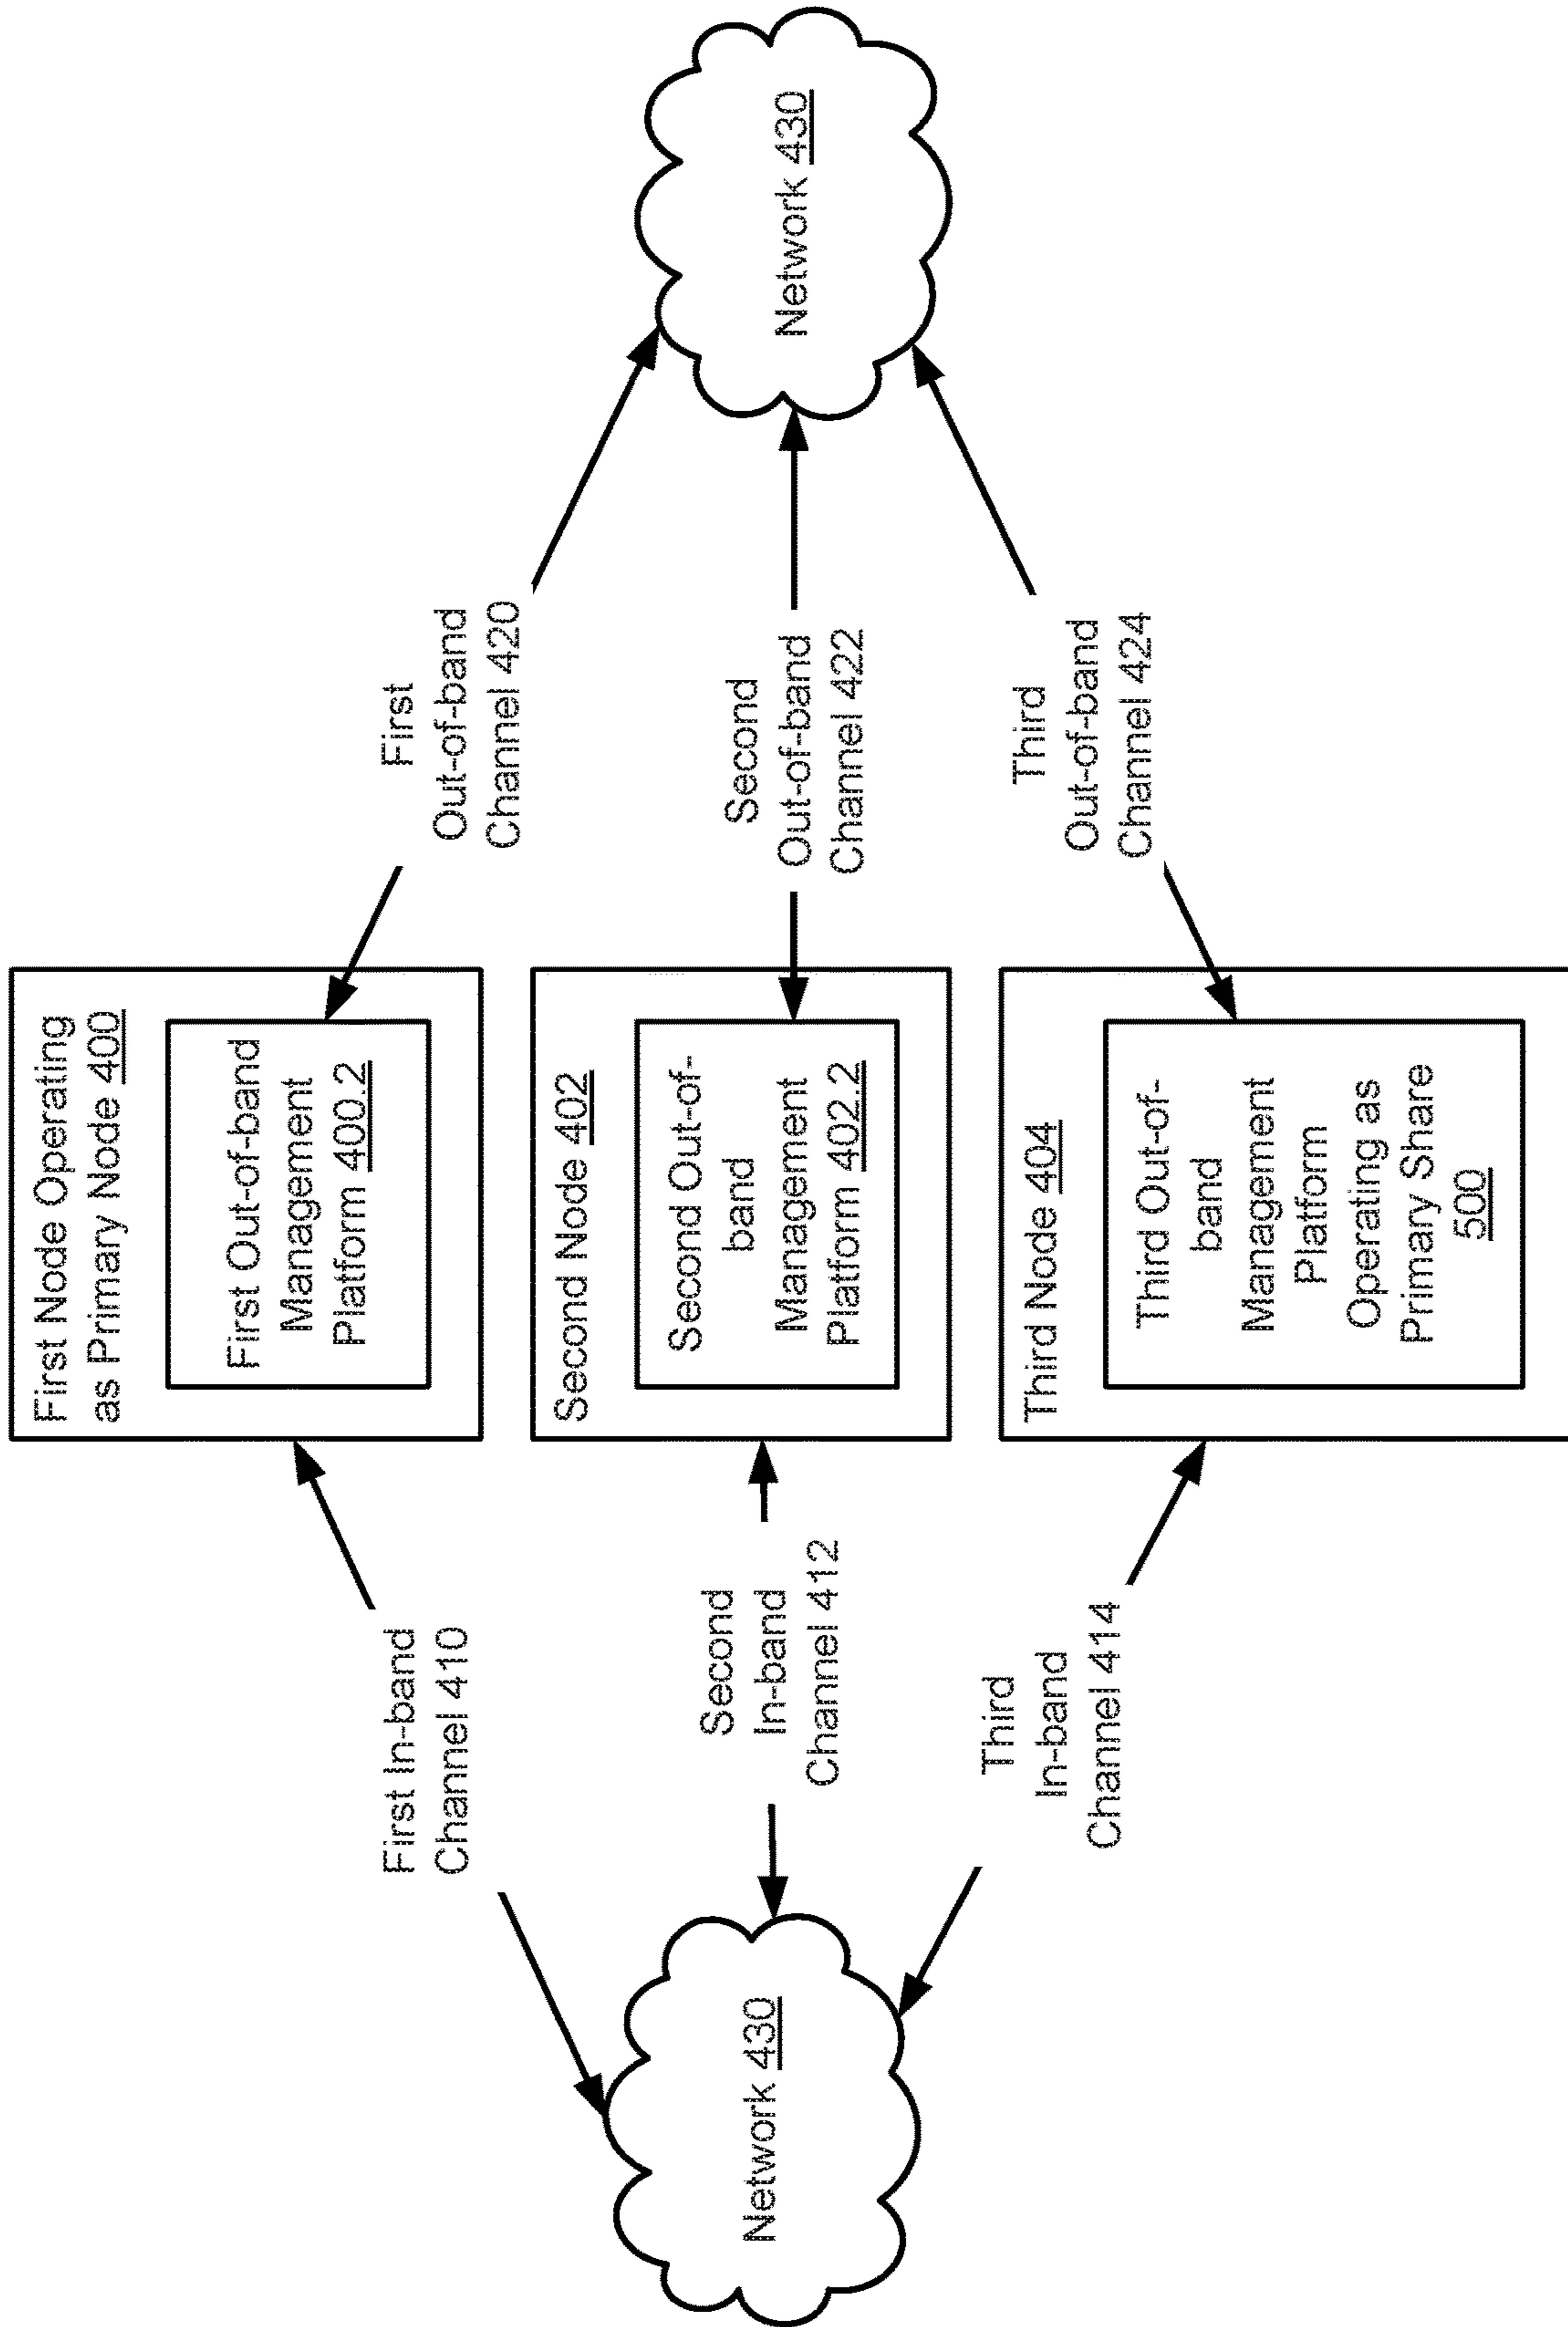 First Node Operating
as Primary Node 400
First Out-of-band
Management
Platform 400.2
Second Node 402
Second Out-of-
band
Management
Platform 402.2
Third Node 404
Third Out-of-
band
Management
Platform
Operating as
Primary Share
500
First In-band
Channel 410
Second
In-band
Channel 412
Third
In-band
Channel 414
First
Out-of-band
Channel 420
Second
Out-of-band
Channel 422
Third
Out-of-band
Channel 424
Network 430
Network 430